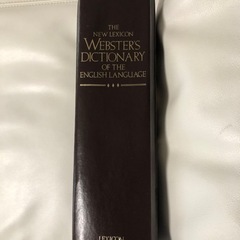 THE
NEW LEXICON
WEBSTER'S
DICTIONARY
OF THE
ENGLISH LANGUAGE
LEXICON